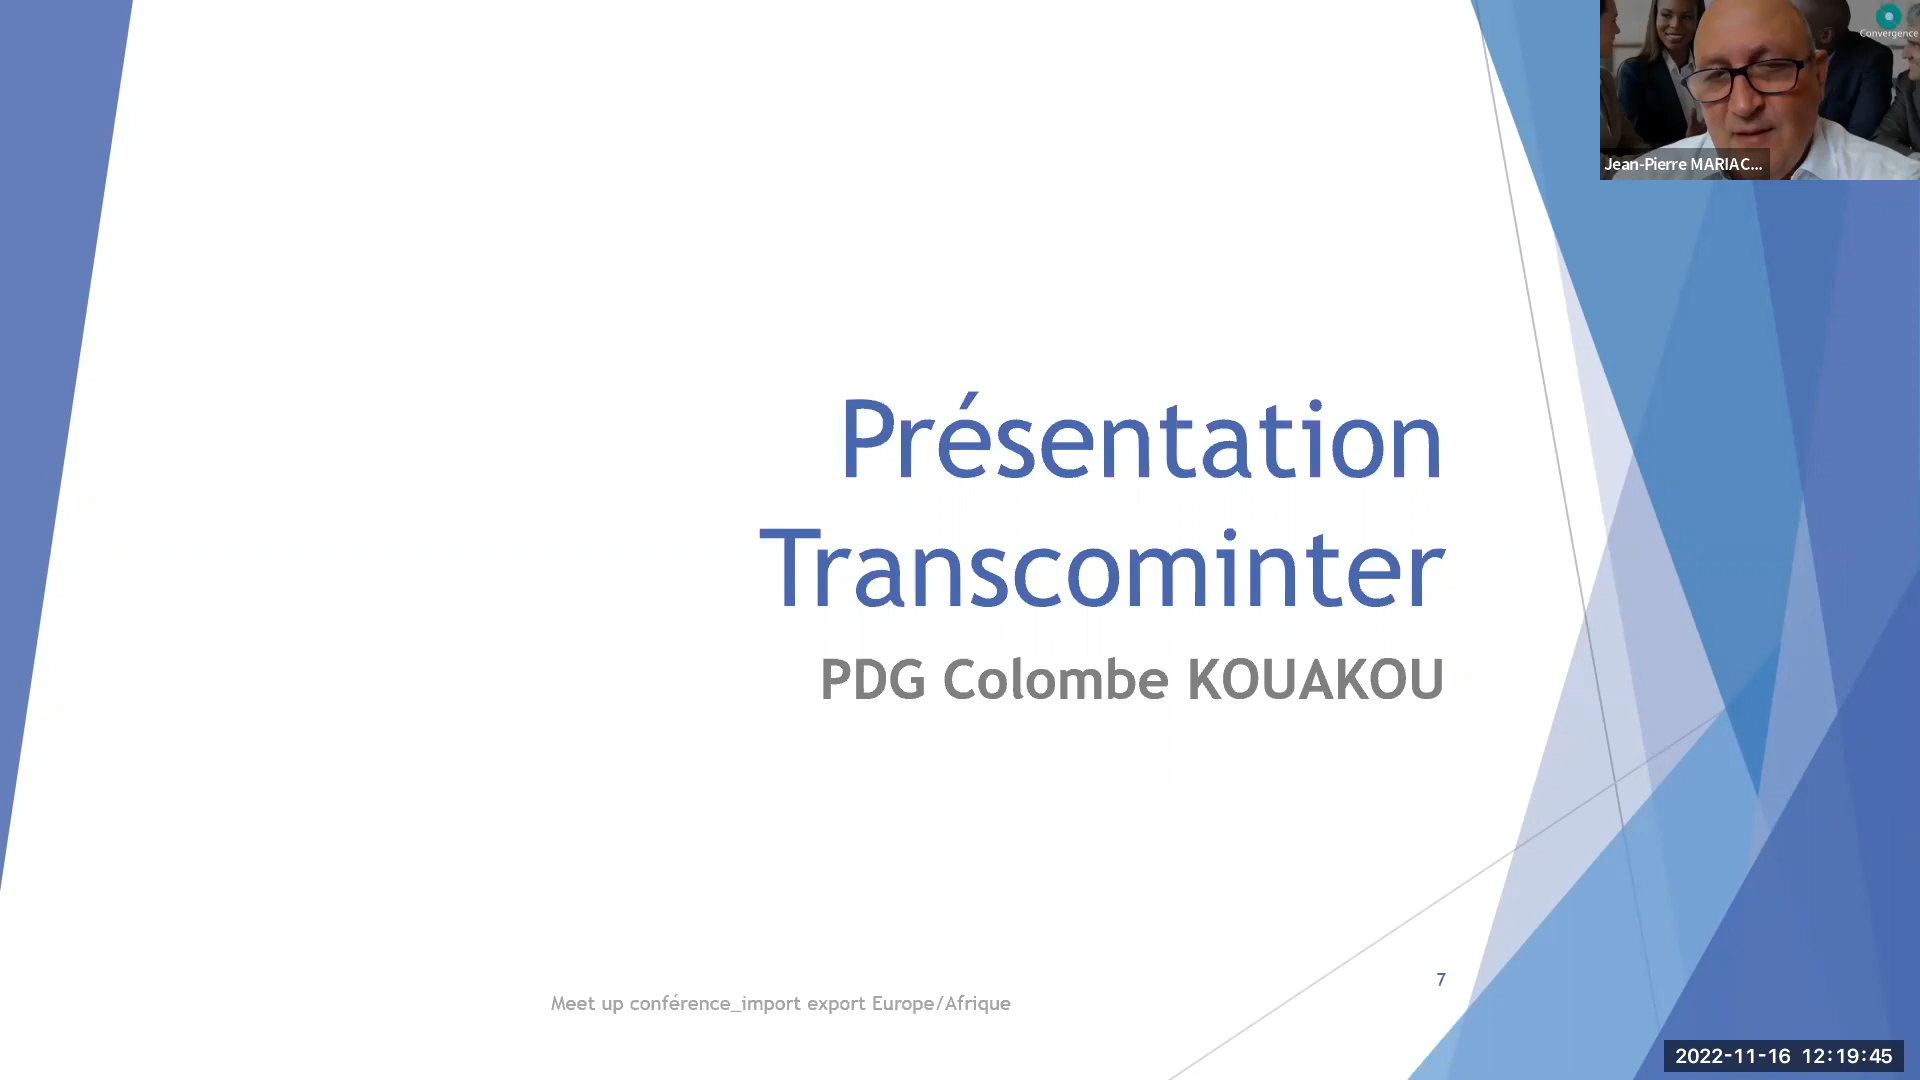 Convergence
Jean-Pierre MARIAC...
Présentation
Transcominter
PDG Colombe KOUAKOU
7
Meet up conférence_import export Europe/Afrique
2022-11-16 12:19:45